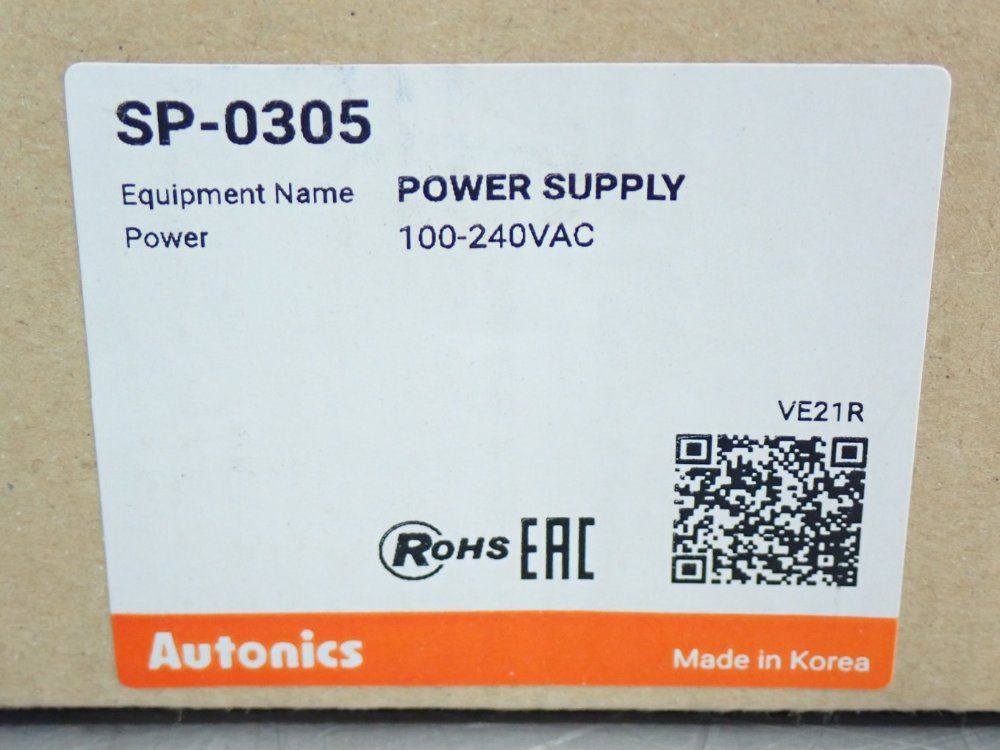 SP-0305
Equipment Name POWER SUPPLY
Power 100-240VAC
VE21R
RoHS EAC
Autonics
Made in Korea